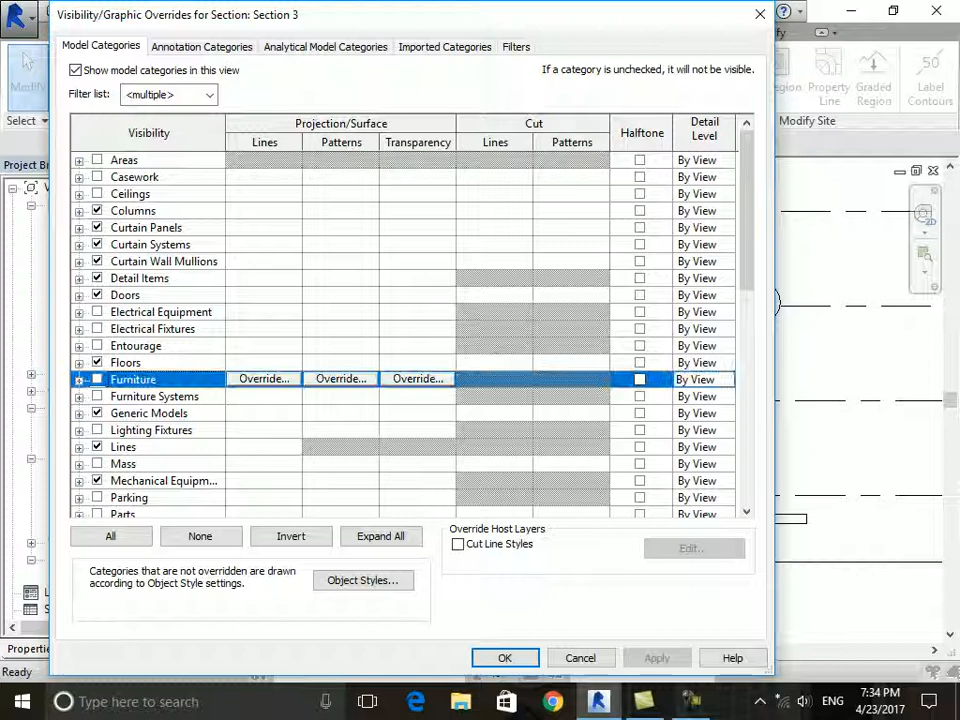 Visibility/Graphic Overrides for Section: Section 3
Model Categories
Annotation Categories
Analytical Model Categories
Imported Categories
Filters
Show model categories in this view
If a category is unchecked, it will not be visible.
Filter list:
<multiple>
Visibility
Projection/Surface
Cut
Halftone
Detail Level
Lines
Patterns
Transparency
Lines
Patterns
Areas By View
Casework By View
Ceilings By View
Columns By View
Curtain Panels By View
Curtain Systems By View
Curtain Wall Mullions By View
Detail Items By View
Doors By View
Electrical Equipment By View
Electrical Fixtures By View
Entourage By View
Floors By View
Furniture Override... Override... Override... By View
Furniture Systems By View
Generic Models By View
Lighting Fixtures By View
Lines By View
Mass By View
Mechanical Equipm... By View
Parking By View
Parts By View
All
None
Invert
Expand All
Override Host Layers
Cut Line Styles
Edit...
Categories that are not overridden are drawn
according to Object Style settings.
Object Styles...
OK
Cancel
Apply
Help
Modify
Select
Project Br
Properti
Ready
Property Line
Graded Region
50
Label Contours
Modify Site
2D
Type here to search
ENG
7:34 PM
4/23/2017